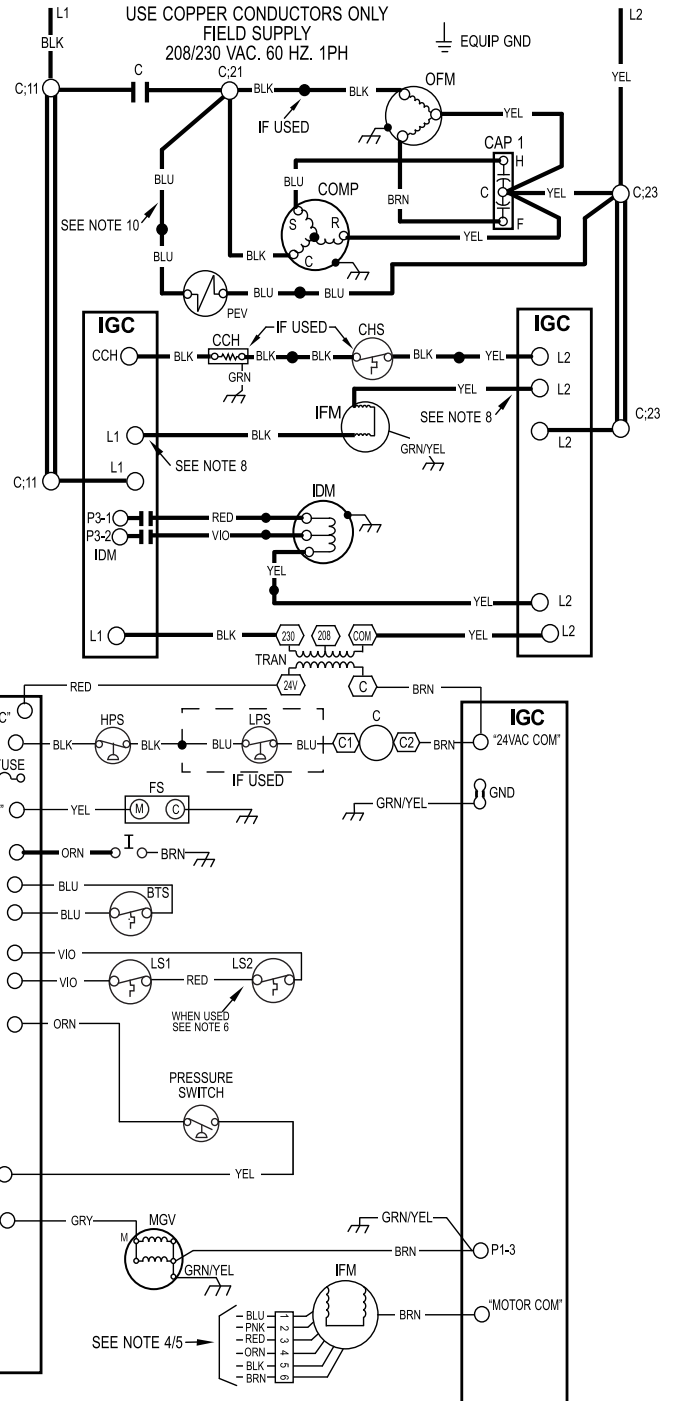 L1
USE COPPER CONDUCTORS ONLY
FIELD SUPPLY
208/230 VAC. 60 HZ. 1PH
L2
BLK
EQUIP GND
YEL
C;11
C
C;21
BLK
BLK
OFM
IF USED
YEL
CAP 1
H
BLU
SEE NOTE 10
BLU
BLU
COMP
BRN
C
YEL
C;23
S
R
F
YEL
BLK
C
PEV
BLU
BLU
IGC
IF USED
IGC
CCH
BLK
CCH
BLK
BLK
CHS
BLK
YEL
L2
GRN
YEL
L2
IFM
SEE NOTE 8
C;23
L1
BLK
L2
GRN/YEL
SEE NOTE 8
C;11
L1
IDM
P3-1
RED
P3-2
VIO
IDM
YEL
YEL
L2
L1
BLK
230
208
COM
YEL
L2
TRAN
24V
C
BRN
RED
C"
IGC
HPS
LPS
C
BLK
BLK
BLU
BLU
C1
C2
BRN
"24VAC COM"
FUSE
IF USED
FS
GRN/YEL
GND
"
YEL
M
C
I
ORN
BRN
BLU
BTS
BLU
VIO
LS1
LS2
VIO
RED
WHEN USED
SEE NOTE 6
ORN
PRESSURE
SWITCH
YEL
GRY
MGV
M
GRN/YEL
BRN
P1-3
GRN/YEL
IFM
"MOTOR COM"
BRN
SEE NOTE 4/5
BLU 1
PNK 2
RED 3
ORN 4
BLK 5
BRN 6